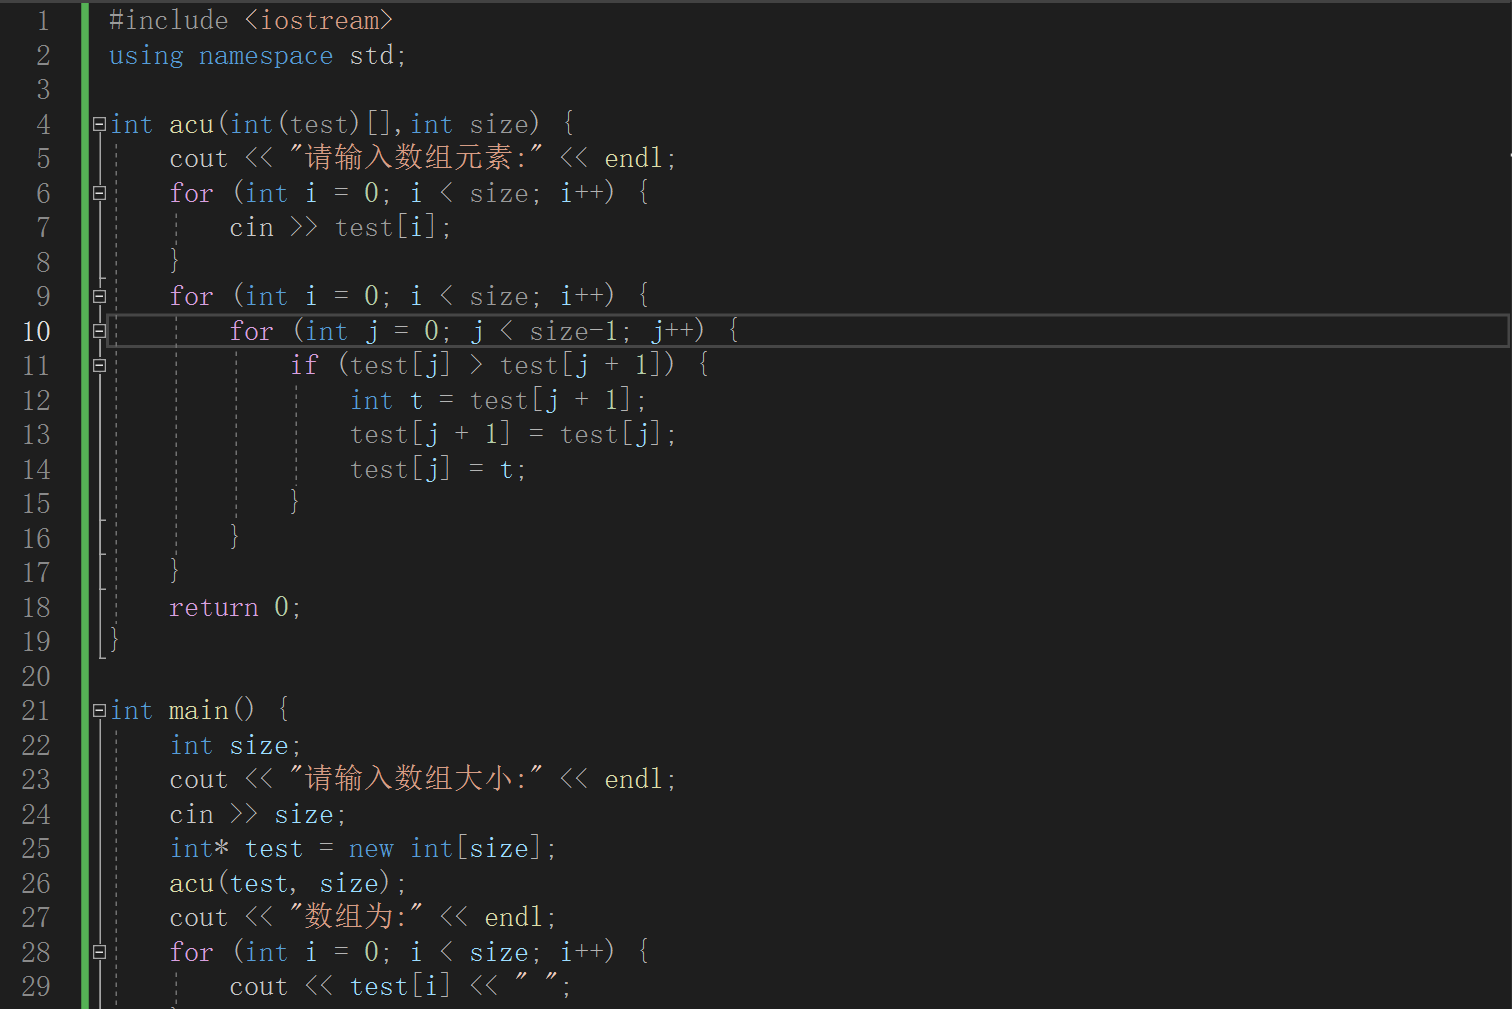 1 #include <iostream>
2 using namespace std;
3
4 int acu(int(test)[],int size) {
5 cout << "请输入数组元素:" << endl;
6 for (int i = 0; i < size; i++) {
7 cin >> test[i];
8 }
9 for (int i = 0; i < size; i++) {
10 for (int j = 0; j < size-1; j++) {
11 if (test[j] > test[j + 1]) {
12 int t = test[j + 1];
13 test[j + 1] = test[j];
14 test[j] = t;
15 }
16 }
17 }
18 return 0;
19 }
20
21 int main() {
22 int size;
23 cout << "请输入数组大小:" << endl;
24 cin >> size;
25 int* test = new int[size];
26 acu(test, size);
27 cout << "数组为:" << endl;
28 for (int i = 0; i < size; i++) {
29 cout << test[i] << " ";